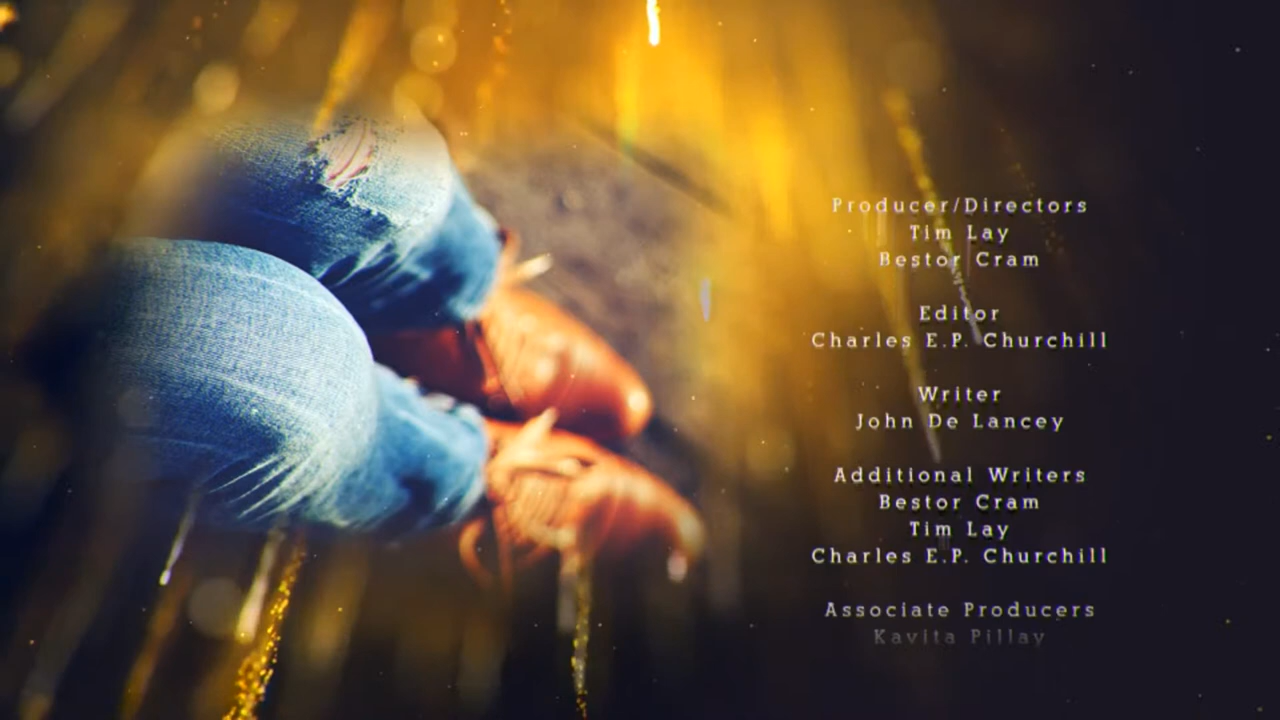 Producer/Directors
Tim Lay
Bestor Cram
Editor
Charles E.P. Churchill
Writer
John De Lancey
Additional Writers
Bestor Cram
Tim Lay
Charles E.P. Churchill
Associate Producers
Kavita Pillay